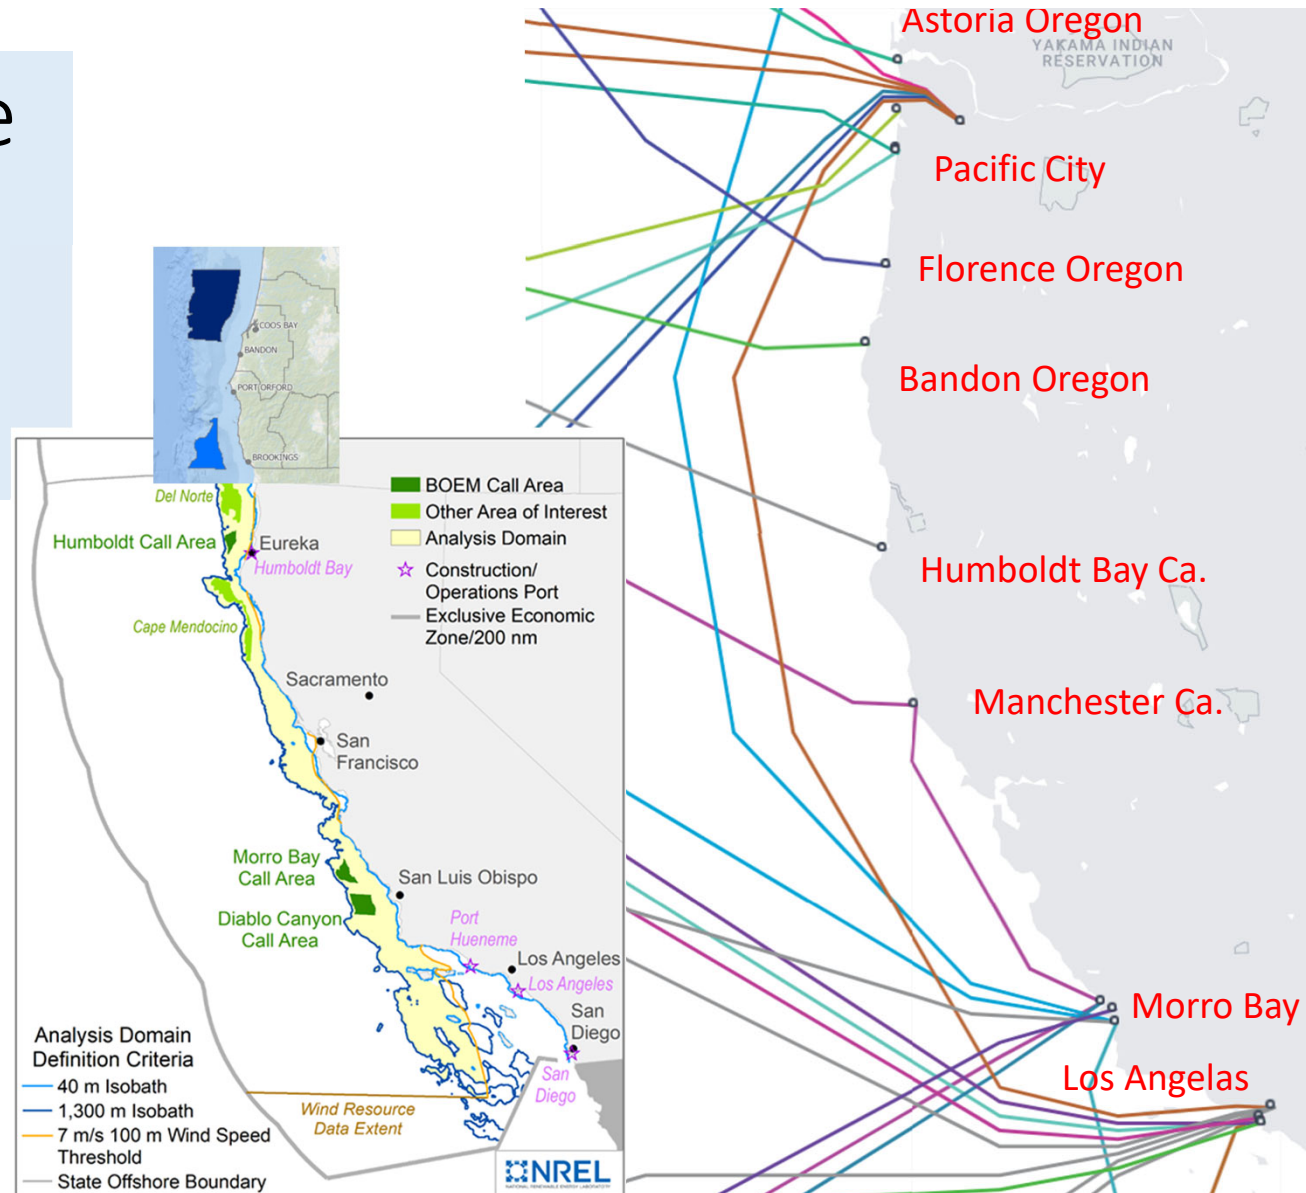 e
COOS BAY
BANDON
PORT ORFORD
BROOKINGS
Del Norte
Humboldt Call Area
Eureka
Humboldt Bay
Cape Mendocino
Sacramento
San
Francisco
Morro Bay
Call Area
San Luis Obispo
Diablo Canyon
Call Area
Port
Hueneme
Los Angeles
Los Angeles
San
Diego
San
Diego
Wind Resource
Data Extent
BOEM Call Area
Other Area of Interest
Analysis Domain
Construction/
Operations Port
Exclusive Economic
Zone/200 nm
Analysis Domain
Definition Criteria
40 m Isobath
1,300 m Isobath
7 m/s 100 m Wind Speed
Threshold
State Offshore Boundary
NREL
NATIONAL RENEWABLE ENERGY LABORATORY
Astoria Oregon
YAKAMA INDIAN
RESERVATION
Pacific City
Florence Oregon
Bandon Oregon
Humboldt Bay Ca.
Manchester Ca.
Morro Bay
Los Angelas